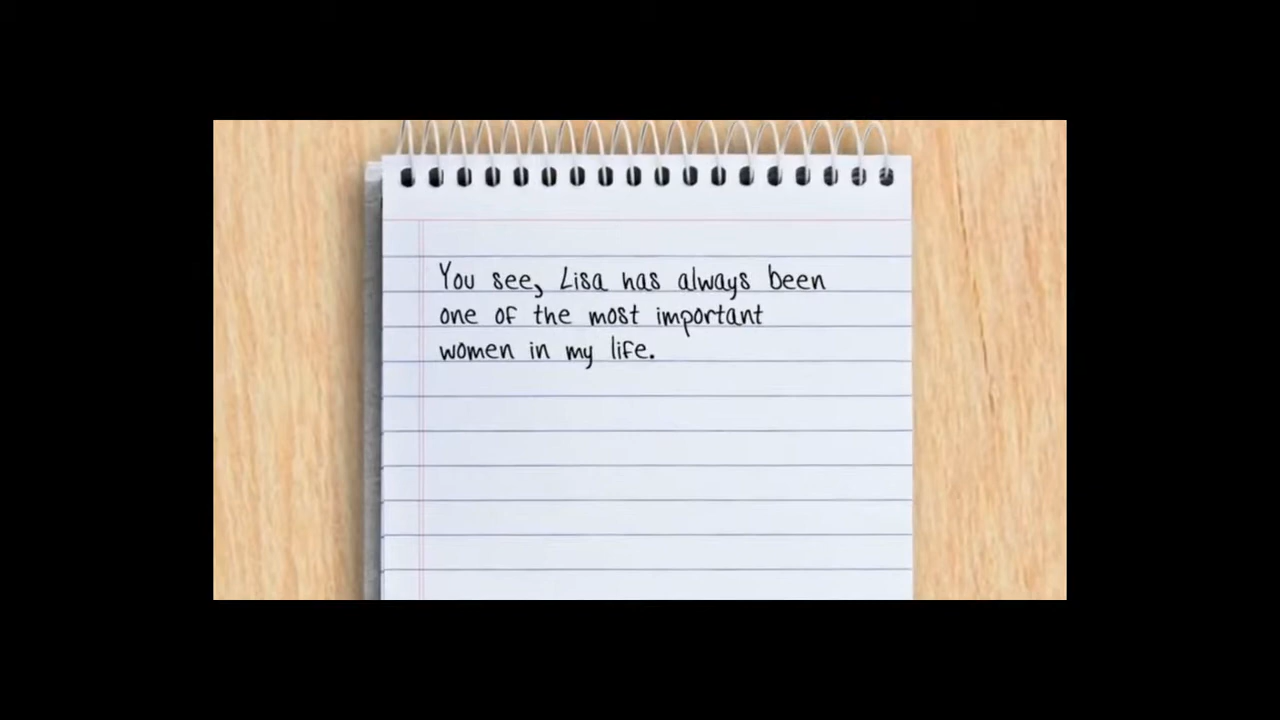 You see, Lisa has always been
one of the most important
women in my life.